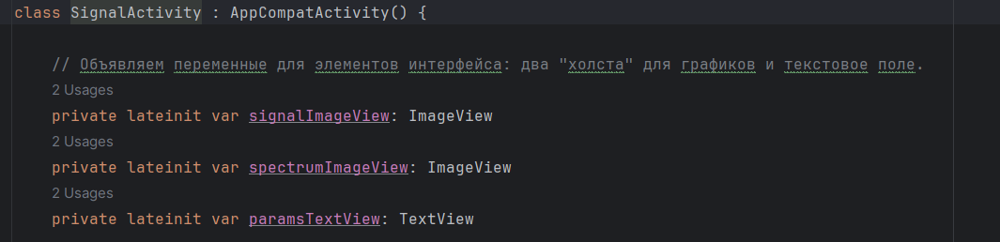 class SignalActivity : AppCompatActivity() {
// Объявляем переменные для элементов интерфейса: два "холста" для графиков и текстовое поле.
2 Usages
private lateinit var signalImageView: ImageView
2 Usages
private lateinit var spectrumImageView: ImageView
2 Usages
private lateinit var paramsTextView: TextView